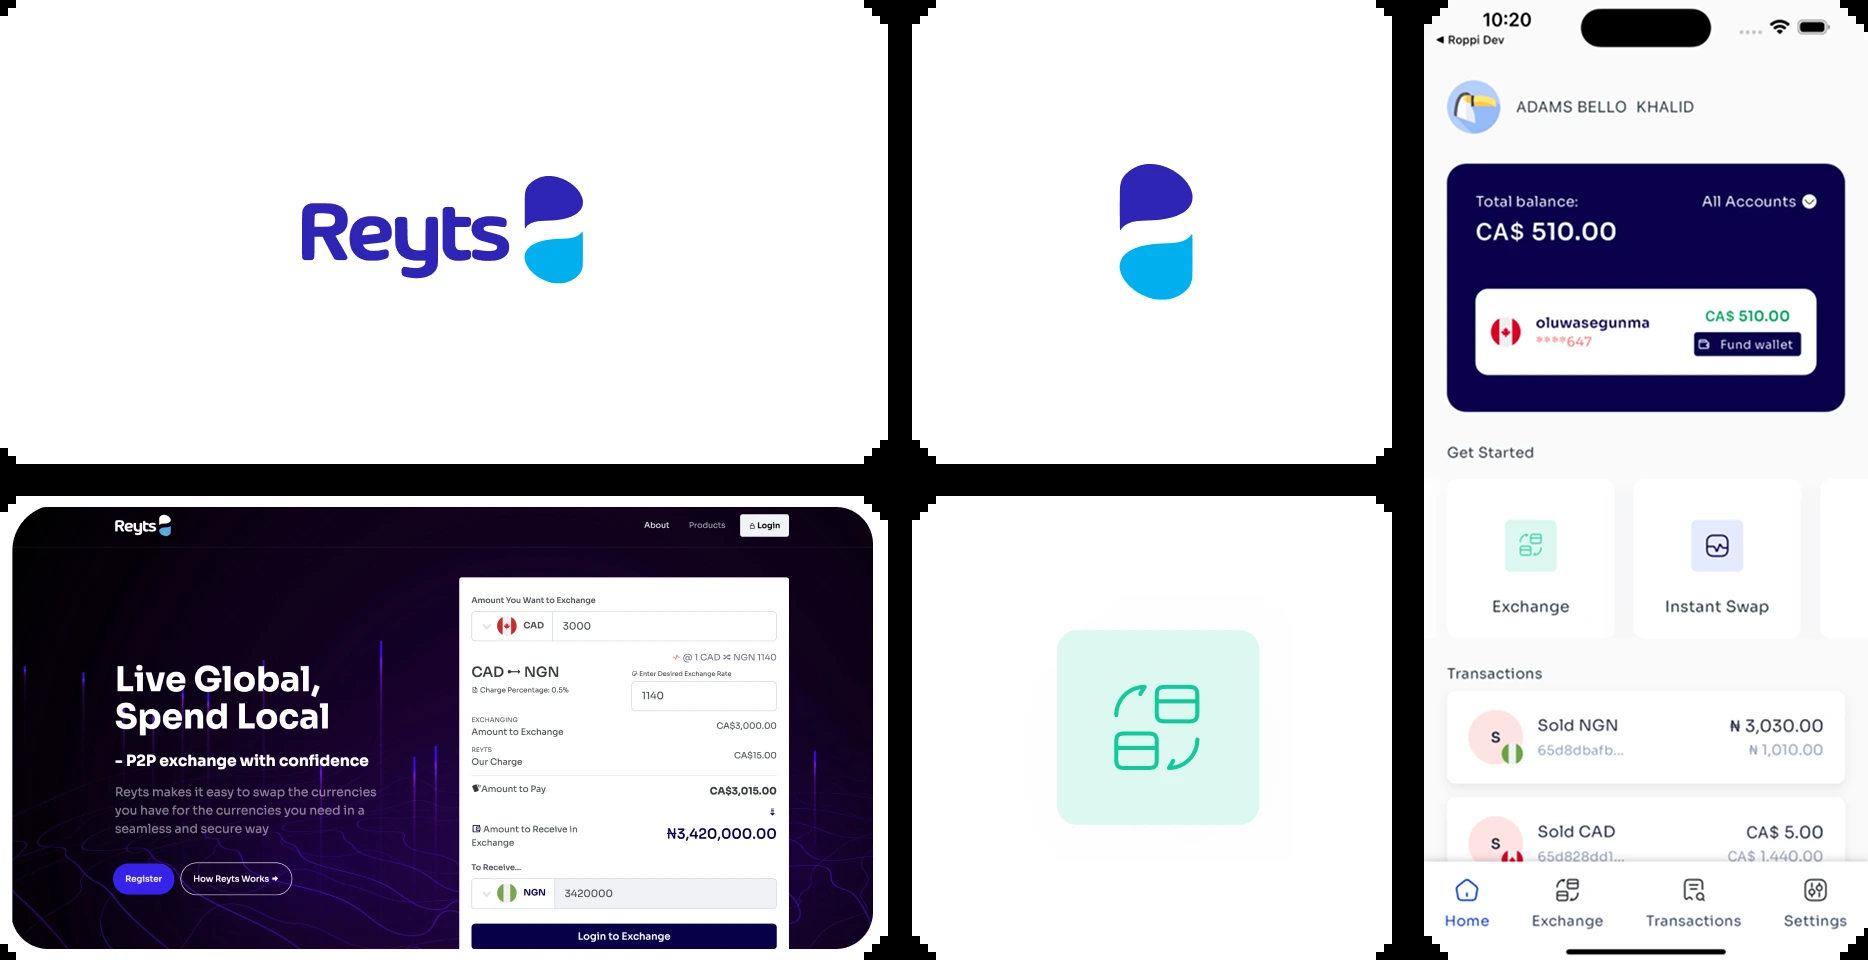 Reyts
10:20
Roppi Dev
ADAMS BELLO KHALID
Total balance:
All Accounts
CA$ 510.00
oluwasegunma
CA$ 510.00
****647
Fund wallet
Get Started
Exchange
Instant Swap
Transactions
S
Sold NGN
₦ 3,030.00
65d8dbafb...
₦ 1,010.00
S
Sold CAD
CA$ 5.00
65d828dd1...
CA$ 1,440.00
Home
Exchange
Transactions
Settings
Reyts
About
Products
Login
Live Global,
Spend Local
- P2P exchange with confidence
Reyts makes it easy to swap the currencies
you have for the currencies you need in a
seamless and secure way
Register
How Reyts Works
Amount You Want to Exchange
CAD
3000
@ 1 CAD NGN 1140
CAD NGN
Enter Desired Exchange Rate
Charge Percentage: 0.5%
1140
EXCHANGING
Amount to Exchange
CA$3,000.00
REYTS
Our Charge
CA$15.00
Amount to Pay
CA$3,015.00
Amount to Receive in
Exchange
₦3,420,000.00
To Receive...
NGN
3420000
Login to Exchange